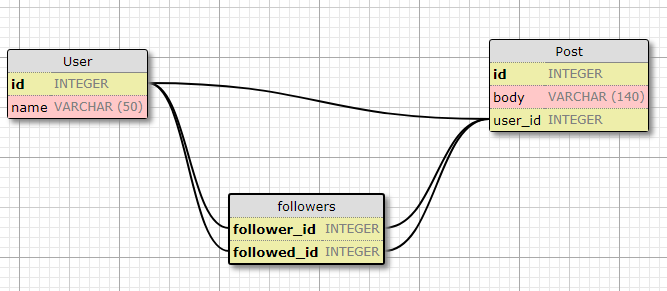 User
id INTEGER
name VARCHAR (50)
Post
id INTEGER
body VARCHAR (140)
user_id INTEGER
followers
follower_id INTEGER
followed_id INTEGER